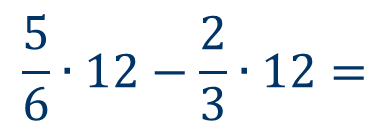 5/6 · 12 − 2/3 · 12 =